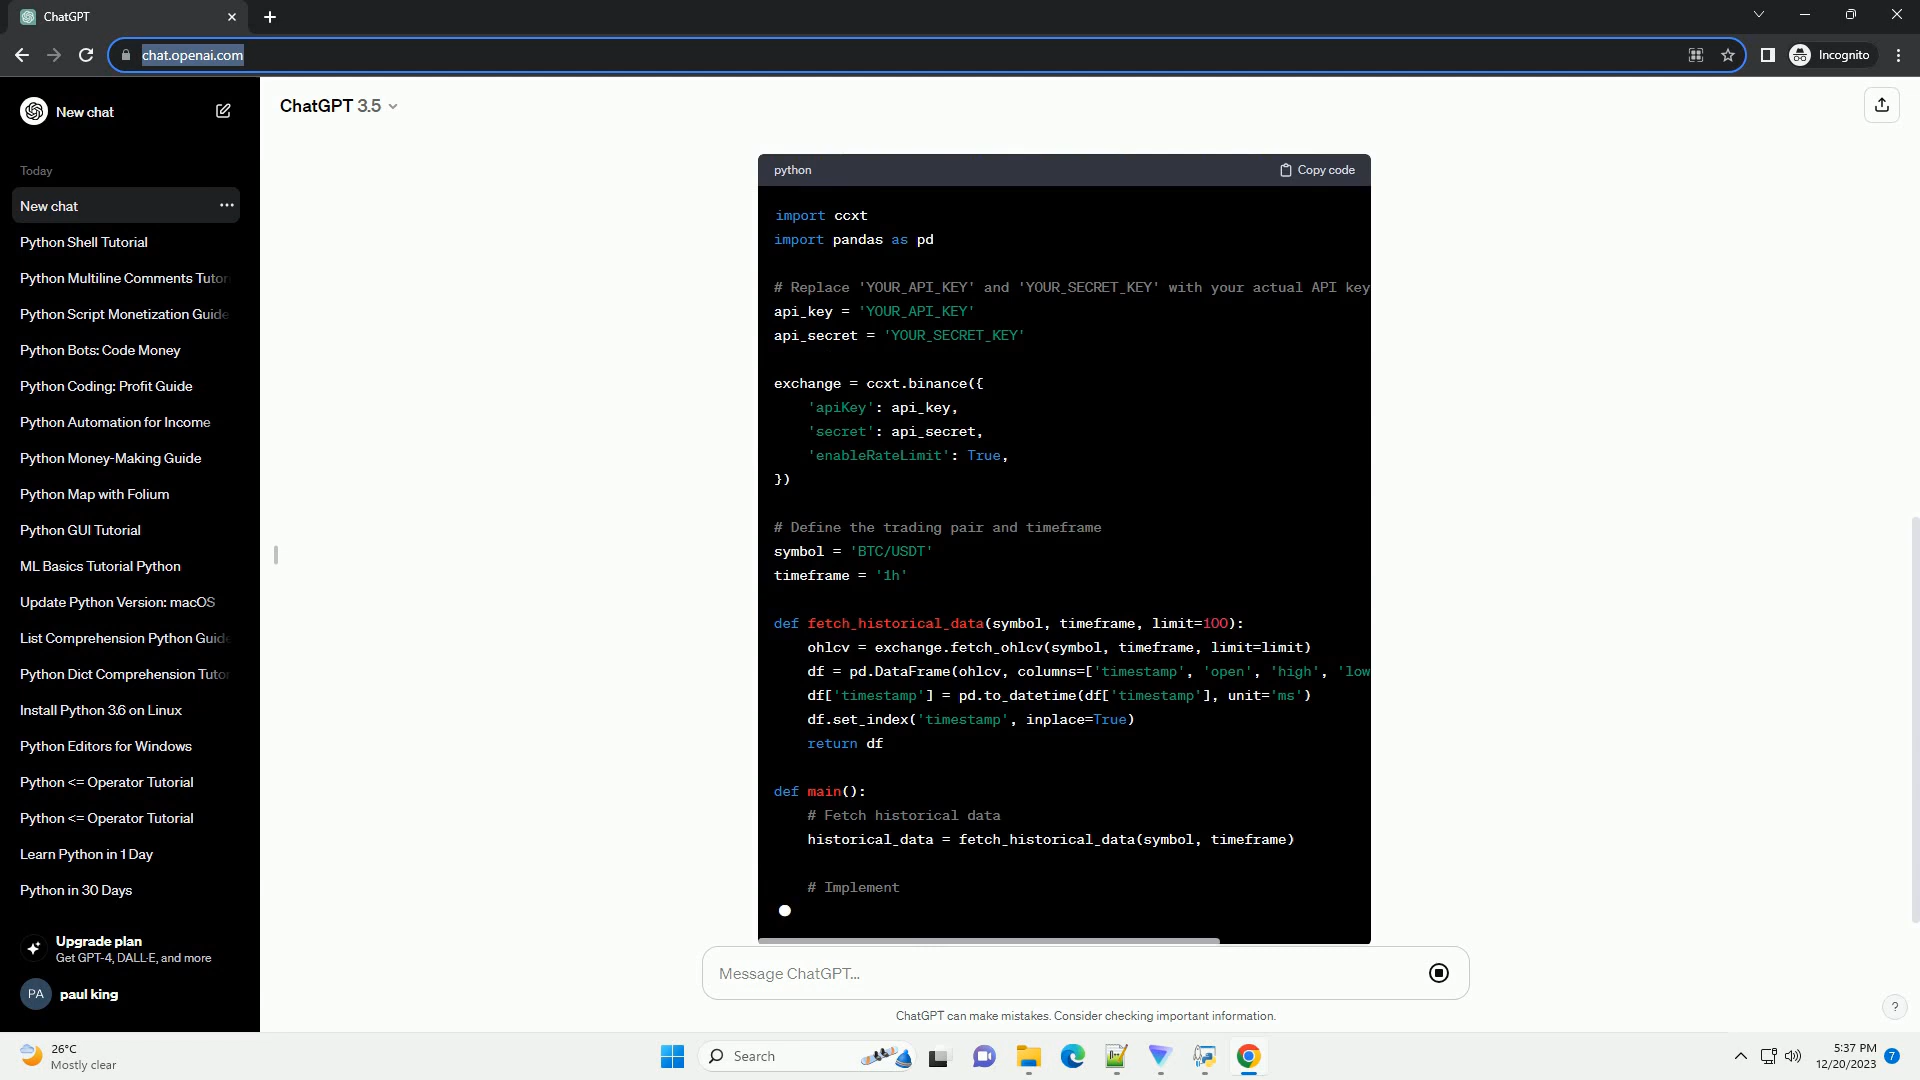 ChatGPT
chat.openai.com
Incognito
New chat
ChatGPT 3.5
Today
New chat
Python Shell Tutorial
Python Multiline Comments Tutor
Python Script Monetization Guide
Python Bots: Code Money
Python Coding: Profit Guide
Python Automation for Income
Python Money-Making Guide
Python Map with Folium
Python GUI Tutorial
ML Basics Tutorial Python
Update Python Version: macOS
List Comprehension Python Guide
Python Dict Comprehension Tutor
Install Python 3.6 on Linux
Python Editors for Windows
Python <= Operator Tutorial
Python <= Operator Tutorial
Learn Python in 1 Day
Python in 30 Days
Upgrade plan
Get GPT-4, DALL·E, and more
PA paul king
python Copy code
import ccxt
import pandas as pd
# Replace 'YOUR_API_KEY' and 'YOUR_SECRET_KEY' with your actual API key
api_key = 'YOUR_API_KEY'
api_secret = 'YOUR_SECRET_KEY'
exchange = ccxt.binance({
'apiKey': api_key,
'secret': api_secret,
'enableRateLimit': True,
})
# Define the trading pair and timeframe
symbol = 'BTC/USDT'
timeframe = '1h'
def fetch_historical_data(symbol, timeframe, limit=100):
ohlcv = exchange.fetch_ohlcv(symbol, timeframe, limit=limit)
df = pd.DataFrame(ohlcv, columns=['timestamp', 'open', 'high', 'low
df['timestamp'] = pd.to_datetime(df['timestamp'], unit='ms')
df.set_index('timestamp', inplace=True)
return df
def main():
# Fetch historical data
historical_data = fetch_historical_data(symbol, timeframe)
# Implement
Message ChatGPT...
ChatGPT can make mistakes. Consider checking important information.
?
26°C
Mostly clear
Search
5:37 PM
12/20/2023
7